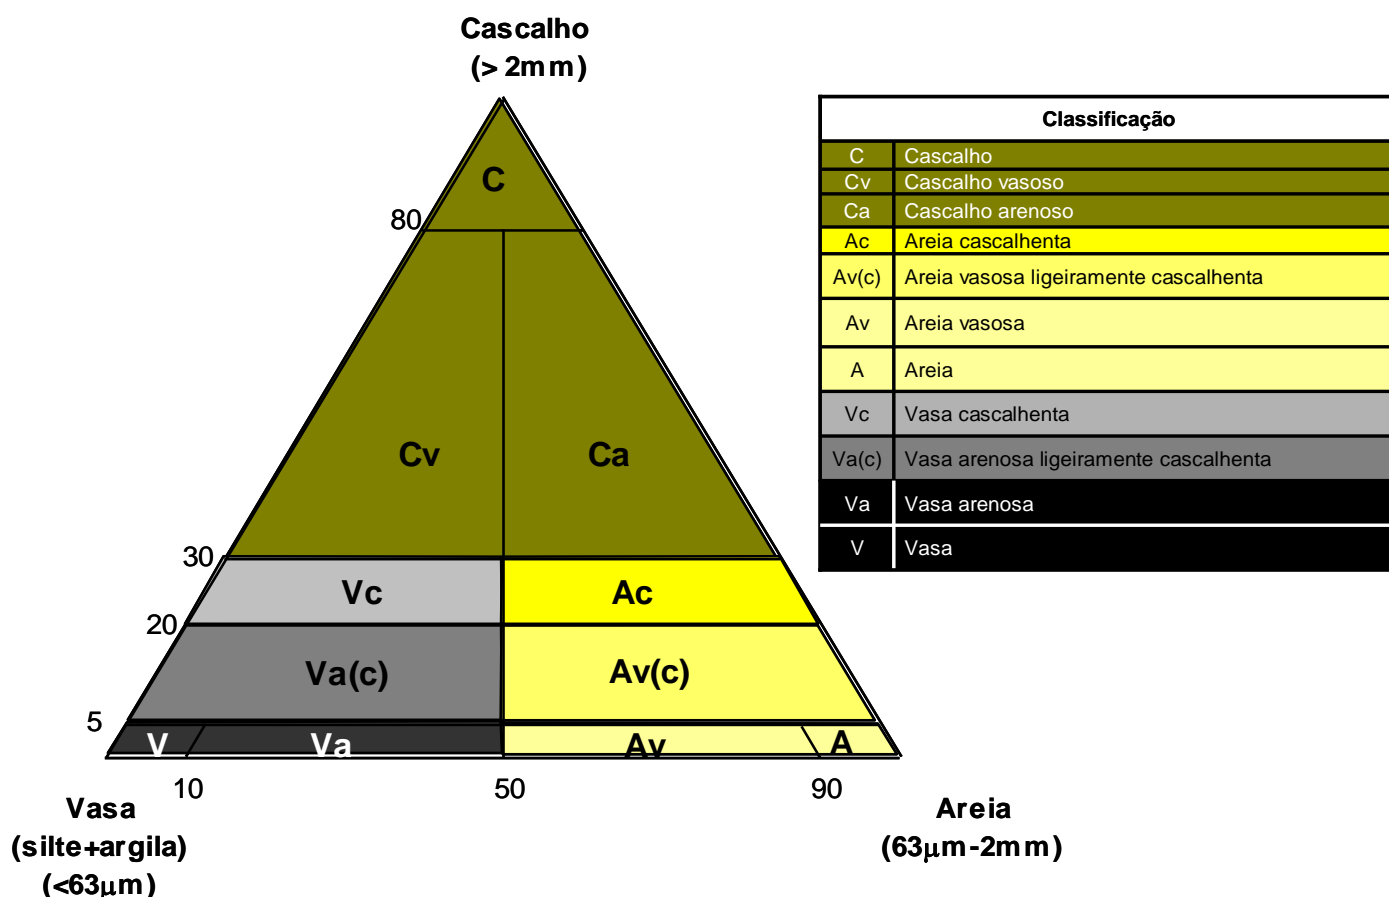 Cascalho
(> 2mm)
C
80
Cv
Ca
30
Vc
Ac
20
Va(c)
Av(c)
5
V
Va
Av
A
10
50
90
Vasa
(silte+argila)
(<63µm)
Areia
(63µm-2mm)
Classificação
C Cascalho
Cv Cascalho vasoso
Ca Cascalho arenoso
Ac Areia cascalhenta
Av(c) Areia vasosa ligeiramente cascalhenta
Av Areia vasosa
A Areia
Vc Vasa cascalhenta
Va(c) Vasa arenosa ligeiramente cascalhenta
Va Vasa arenosa
V Vasa